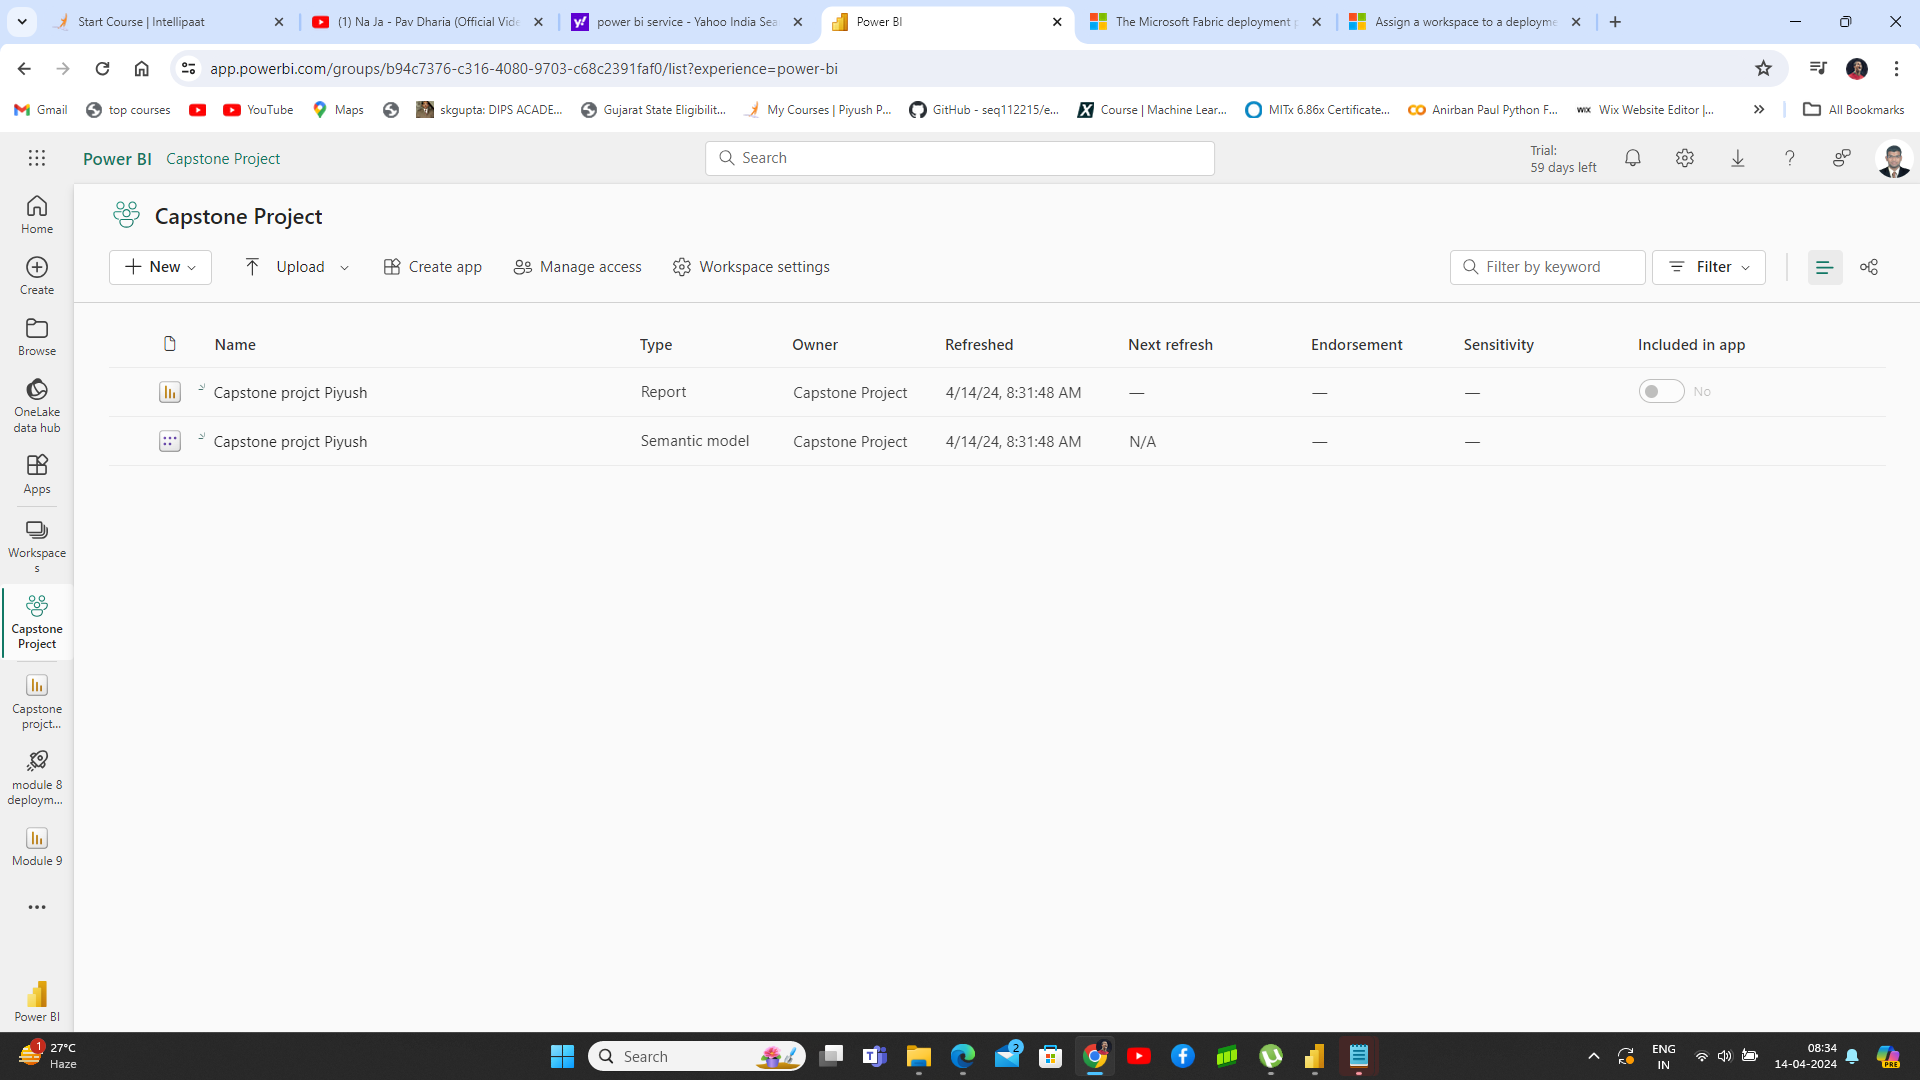 Start Course | Intellipaat
(1) Na Ja - Pav Dharia (Official Vide
power bi service - Yahoo India Sea
Power BI
The Microsoft Fabric deployment p
Assign a workspace to a deployme
app.powerbi.com/groups/b94c7376-c316-4080-9703-c68c2391faf0/list?experience=power-bi
Gmail
top courses
YouTube
Maps
skgupta: DIPS ACADE...
Gujarat State Eligibilit...
My Courses | Piyush P...
GitHub - seq112215/e...
Course | Machine Lear...
MITx 6.86x Certificate...
Anirban Paul Python F...
WIX
Wix Website Editor |...
All Bookmarks
Power BI
Capstone Project
Search
Trial:
59 days left
Home
Create
Browse
OneLake
data hub
Apps
Workspace
s
Capstone
Project
Capstone
projct...
module 8
deploym...
Module 9
Power BI
Capstone Project
New
Upload
Create app
Manage access
Workspace settings
Filter by keyword
Filter
Name
Type
Owner
Refreshed
Next refresh
Endorsement
Sensitivity
Included in app
Capstone projct Piyush
Report
Capstone Project
4/14/24, 8:31:48 AM
—
—
—
No
Capstone projct Piyush
Semantic model
Capstone Project
4/14/24, 8:31:48 AM
N/A
—
—
1
27°C
Haze
Search
2
ENG
IN
08:34
14-04-2024
PRE